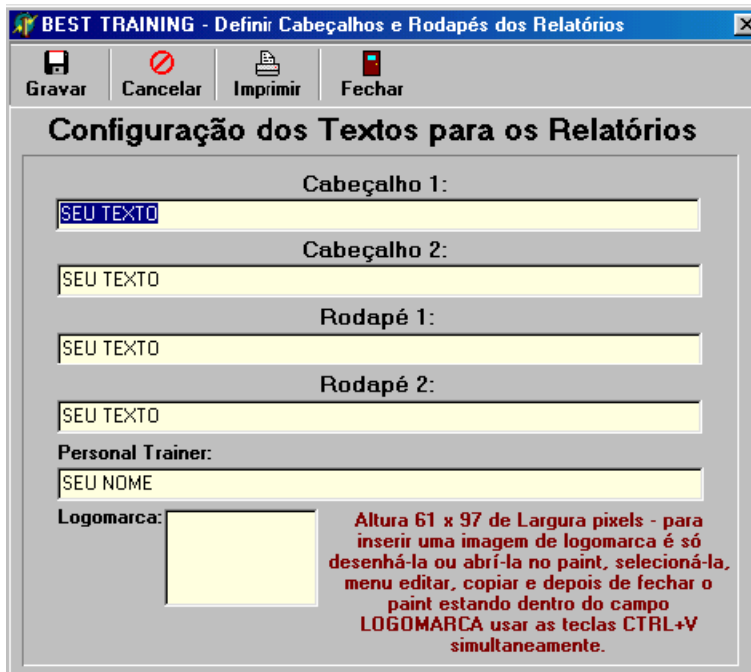 BEST TRAINING - Definir Cabeçalhos e Rodapés dos Relatórios
Gravar Cancelar Imprimir Fechar
Configuração dos Textos para os Relatórios
Cabeçalho 1:
SEU TEXTO
Cabeçalho 2:
SEU TEXTO
Rodapé 1:
SEU TEXTO
Rodapé 2:
SEU TEXTO
Personal Trainer:
SEU NOME
Logomarca:
Altura 61 x 97 de Largura pixels - para
inserir uma imagem de logomarca é só
desenhá-la ou abrí-la no paint, selecioná-la,
menu editar, copiar e depois de fechar o
paint estando dentro do campo
LOGOMARCA usar as teclas CTRL+V
simultaneamente.